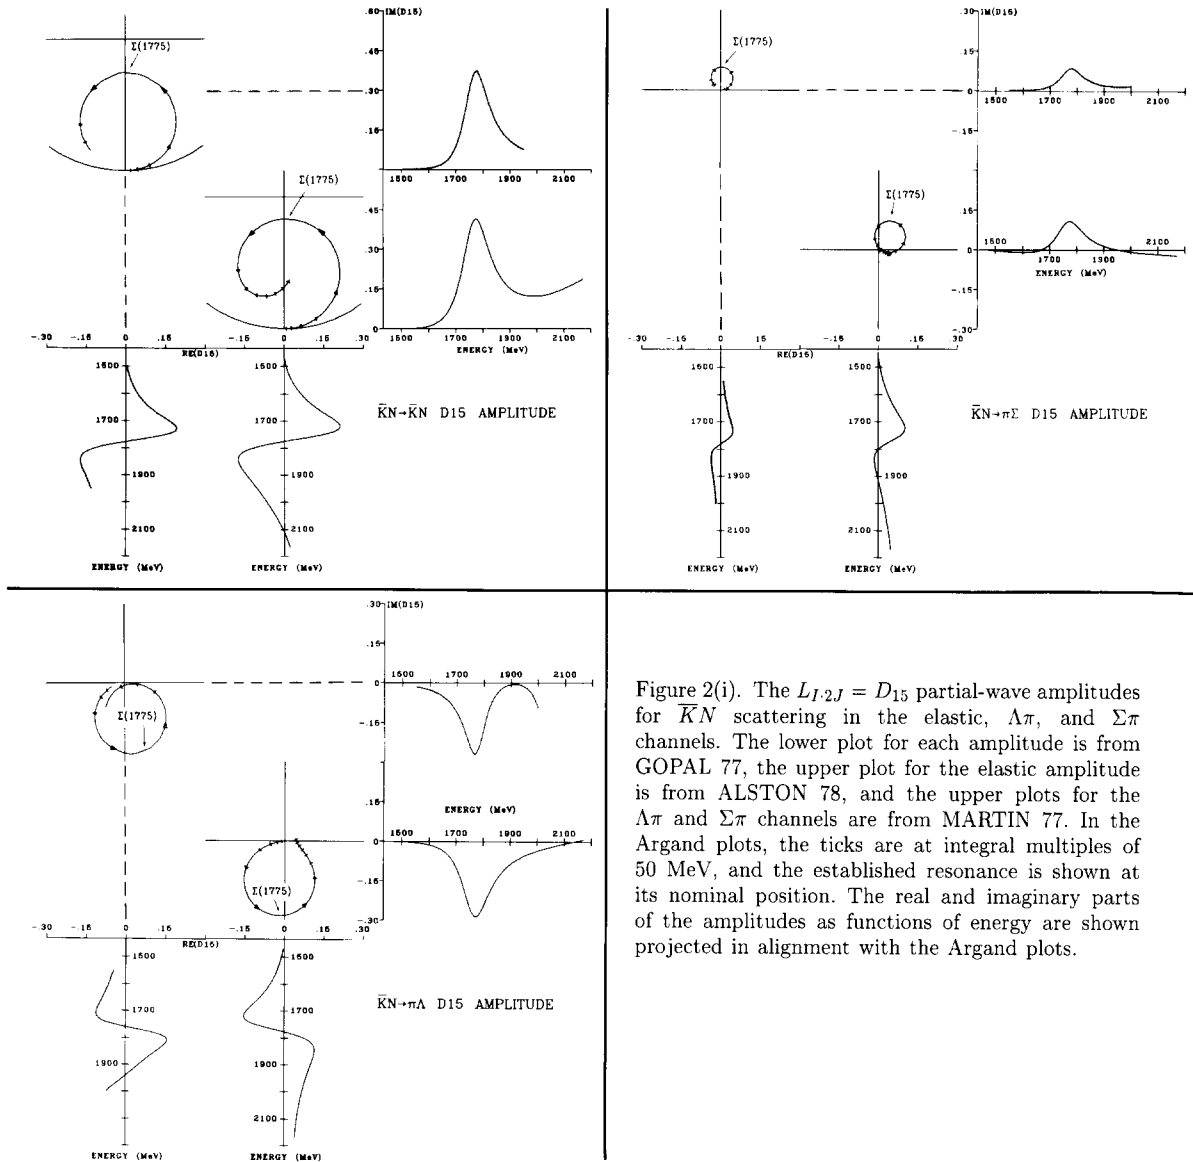 .60 IM(D15)
Σ(1775)
.45
.30
.15
1500 1700 1900 2100
Σ(1775)
.45
.30
.15
0
1500 1700 1900 2100
ENERGY (MeV)
-.30 -.15 0 -.15 0 .15 .30
RE(D15)
1500 1500
1700 1700
1900 1900
2100 2100
ENERGY (MeV) ENERGY (MeV)
K̅N→K̅N D15 AMPLITUDE
.30 IM(D15)
Σ(1775)
.15
0
1500 1700 1900 2100
-.15
Σ(1775)
.15
0
1500 1700 1900 2100
ENERGY (MeV)
-.15
-.30
-.30 -.15 0 -.15 0 .15 .30
RE(D15)
1500 1500
1700 1700
1900 1900
2100 2100
ENERGY (MeV) ENERGY (MeV)
K̅N→πΣ D15 AMPLITUDE
.30 IM(D15)
.15
1500 1700 1900 2100
0
Σ(1775)
-.15
ENERGY (MeV)
1500 1700 1900 2100
0
Σ(1775)
-.15
-.30
-.30 -.15 0 -.15 0 .15 .30
RE(D15)
1500 1500
1700 1700
1900 1900
2100 2100
ENERGY (MeV) ENERGY (MeV)
K̅N→πΛ D15 AMPLITUDE
Figure 2(i). The L_{I·2J} = D_{15} partial-wave amplitudes
for K̅N scattering in the elastic, Λπ, and Σπ
channels. The lower plot for each amplitude is from
GOPAL 77, the upper plot for the elastic amplitude
is from ALSTON 78, and the upper plots for the
Λπ and Σπ channels are from MARTIN 77. In the
Argand plots, the ticks are at integral multiples of
50 MeV, and the established resonance is shown at
its nominal position. The real and imaginary parts
of the amplitudes as functions of energy are shown
projected in alignment with the Argand plots.